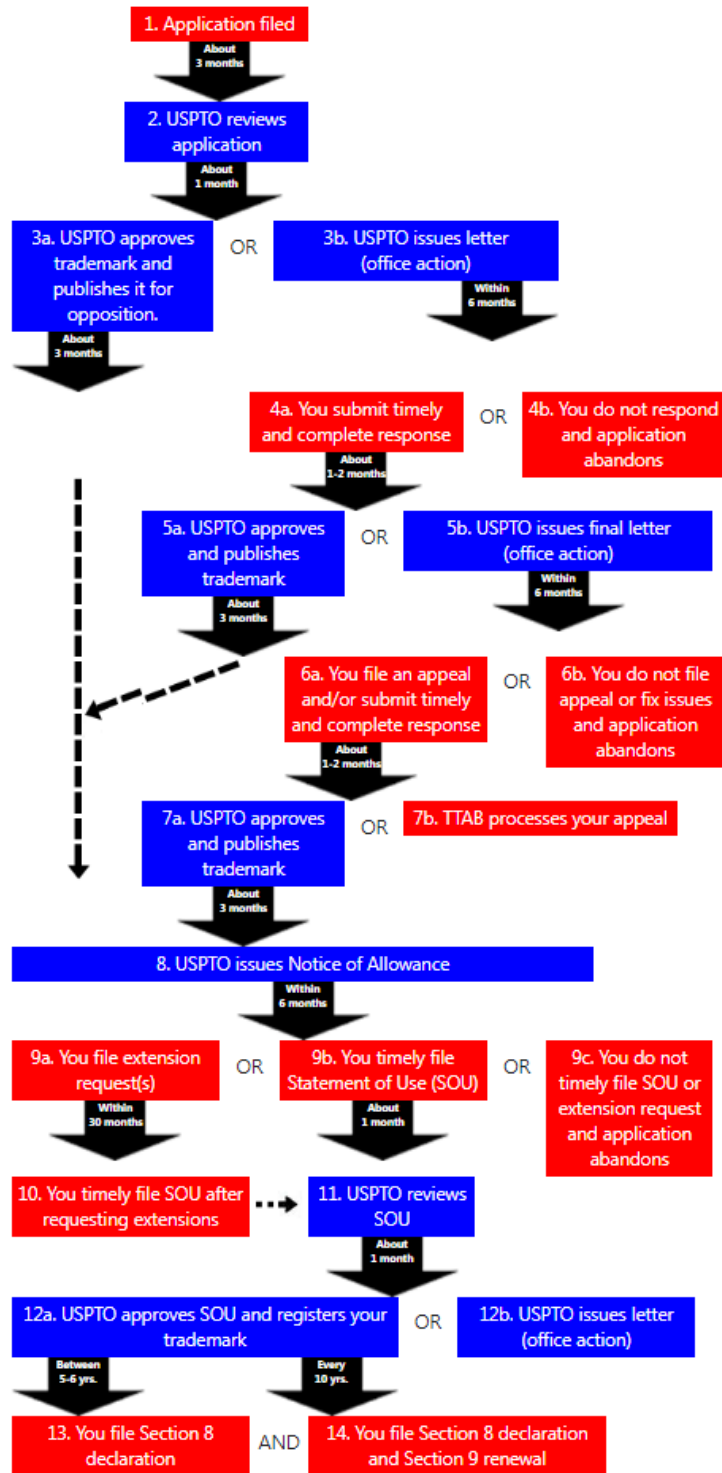 1. Application filed
About
3 months
2. USPTO reviews
application
About
1 month
3a. USPTO approves
trademark and
publishes it for
opposition.
OR
3b. USPTO issues letter
(office action)
About
3 months
Within
6 months
4a. You submit timely
and complete response
OR
4b. You do not respond
and application
abandons
About
1-2 months
5a. USPTO approves
and publishes
trademark
OR
5b. USPTO issues final letter
(office action)
About
3 months
Within
6 months
6a. You file an appeal
and/or submit timely
and complete response
OR
6b. You do not file
appeal or fix issues
and application
abandons
About
1-2 months
7a. USPTO approves
and publishes
trademark
OR
7b. TTAB processes your appeal
About
3 months
8. USPTO issues Notice of Allowance
Within
6 months
9a. You file extension
request(s)
OR
9b. You timely file
Statement of Use (SOU)
OR
9c. You do not
timely file SOU or
extension request
and application
abandons
Within
30 months
About
1 month
10. You timely file SOU after
requesting extensions
11. USPTO reviews
SOU
About
1 month
12a. USPTO approves SOU and registers your
trademark
OR
12b. USPTO issues letter
(office action)
Between
5-6 yrs.
Every
10 yrs.
13. You file Section 8
declaration
AND
14. You file Section 8 declaration
and Section 9 renewal